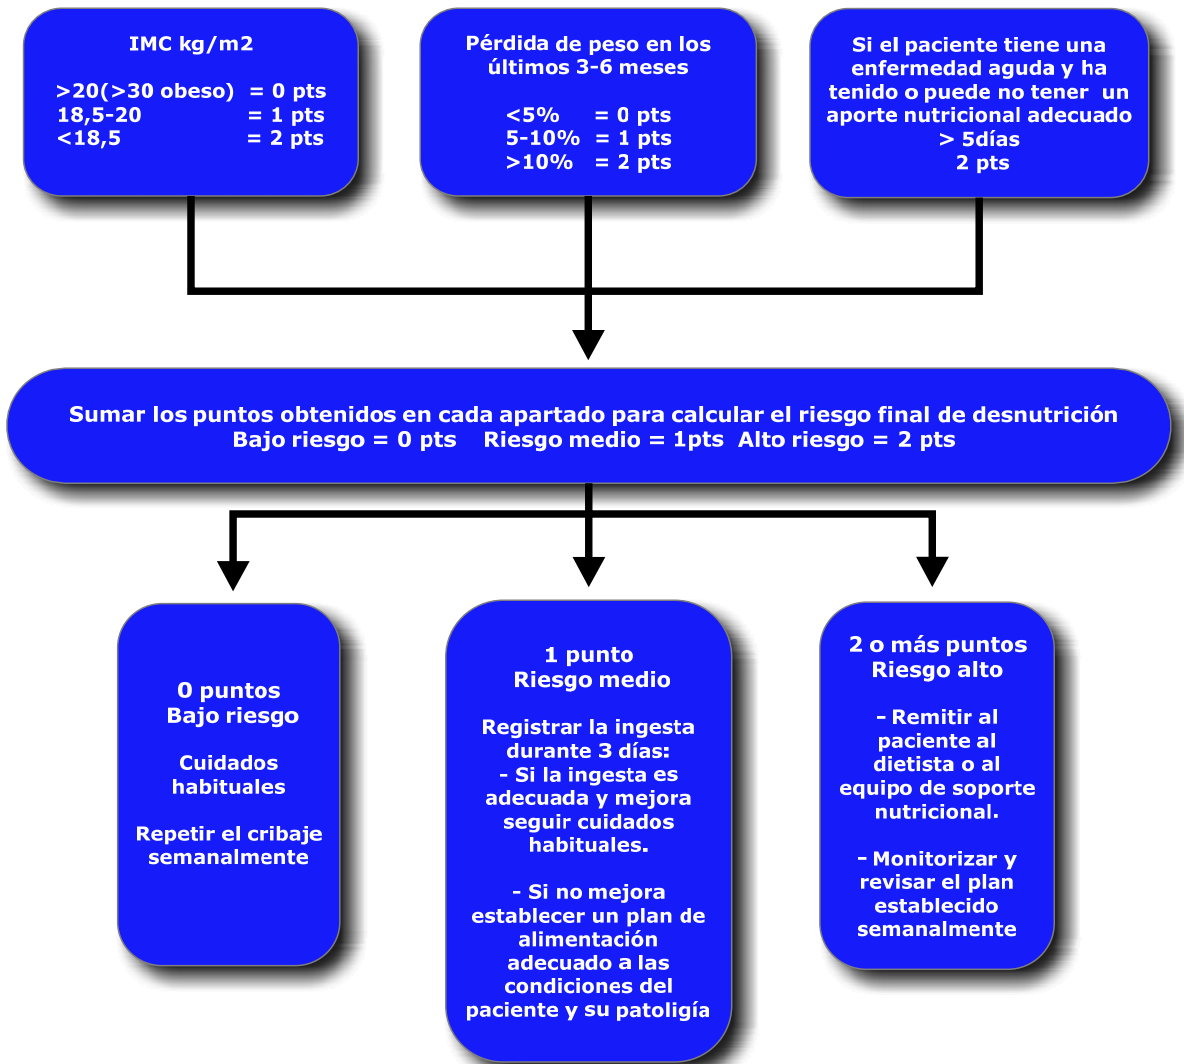 IMC kg/m2
>20(>30 obeso) = 0 pts
18,5-20 = 1 pts
<18,5 = 2 pts
Pérdida de peso en los
últimos 3-6 meses
<5% = 0 pts
5-10% = 1 pts
>10% = 2 pts
Si el paciente tiene una
enfermedad aguda y ha
tenido o puede no tener un
aporte nutricional adecuado
> 5días
2 pts
Sumar los puntos obtenidos en cada apartado para calcular el riesgo final de desnutrición
Bajo riesgo = 0 pts Riesgo medio = 1pts Alto riesgo = 2 pts
0 puntos
Bajo riesgo
Cuidados
habituales
Repetir el cribaje
semanalmente
1 punto
Riesgo medio
Registrar la ingesta
durante 3 días:
- Si la ingesta es
adecuada y mejora
seguir cuidados
habituales.
- Si no mejora
establecer un plan de
alimentación
adecuado a las
condiciones del
paciente y su patoligía
2 o más puntos
Riesgo alto
- Remitir al
paciente al
dietista o al
equipo de soporte
nutricional.
- Monitorizar y
revisar el plan
establecido
semanalmente